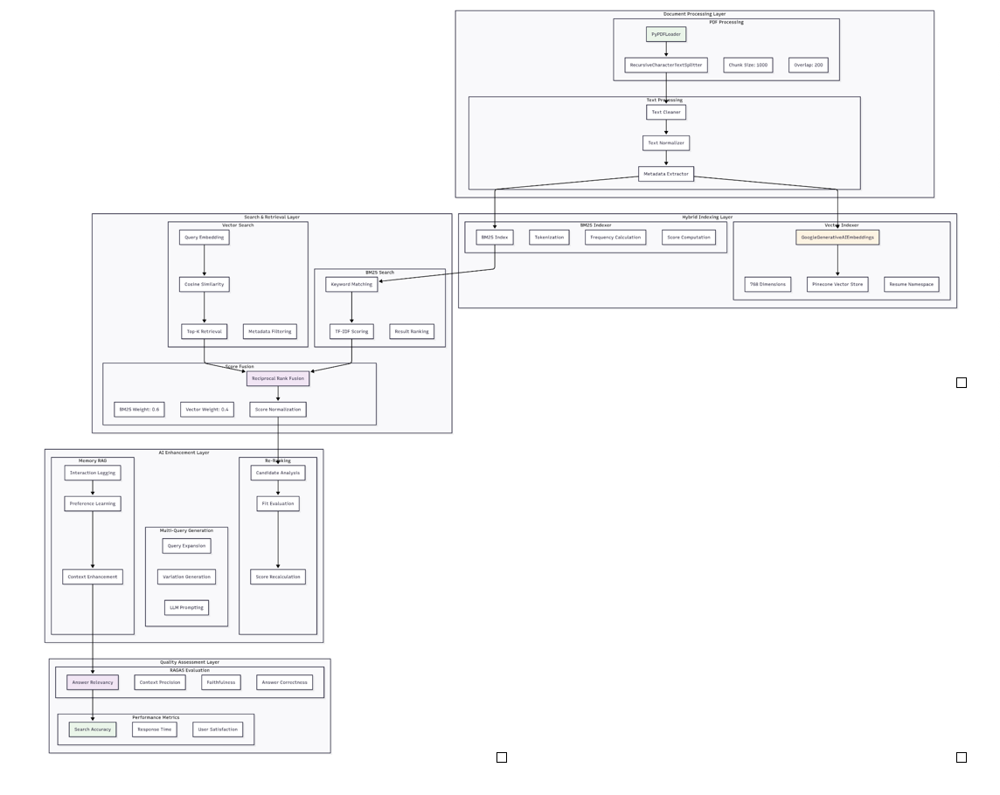 Document Processing Layer
PDF Processing
PyPDFLoader
RecursiveCharacterTextSplitter
Chunk Size: 1000
Overlap: 200
Text Processing
Text Cleaner
Text Normalizer
Metadata Extractor
Search & Retrieval Layer
Vector Search
Query Embedding
Cosine Similarity
Top-K Retrieval
Metadata Filtering
BM25 Search
Keyword Matching
TF-IDF Scoring
Result Ranking
Score Fusion
Reciprocal Rank Fusion
BM25 Weight: 0.6
Vector Weight: 0.4
Score Normalization
Hybrid Indexing Layer
BM25 Indexer
BM25 Index
Tokenization
Frequency Calculation
Score Computation
Vector Indexer
GoogleGenerativeAIEmbeddings
768 Dimensions
Pinecone Vector Store
Resume Namespace
AI Enhancement Layer
Memory RAG
Interaction Logging
Preference Learning
Context Enhancement
Multi-Query Generation
Query Expansion
Variation Generation
LLM Prompting
Re-Ranking
Candidate Analysis
Fit Evaluation
Score Recalculation
Quality Assessment Layer
RAGAS Evaluation
Answer Relevancy
Context Precision
Faithfulness
Answer Correctness
Performance Metrics
Search Accuracy
Response Time
User Satisfaction